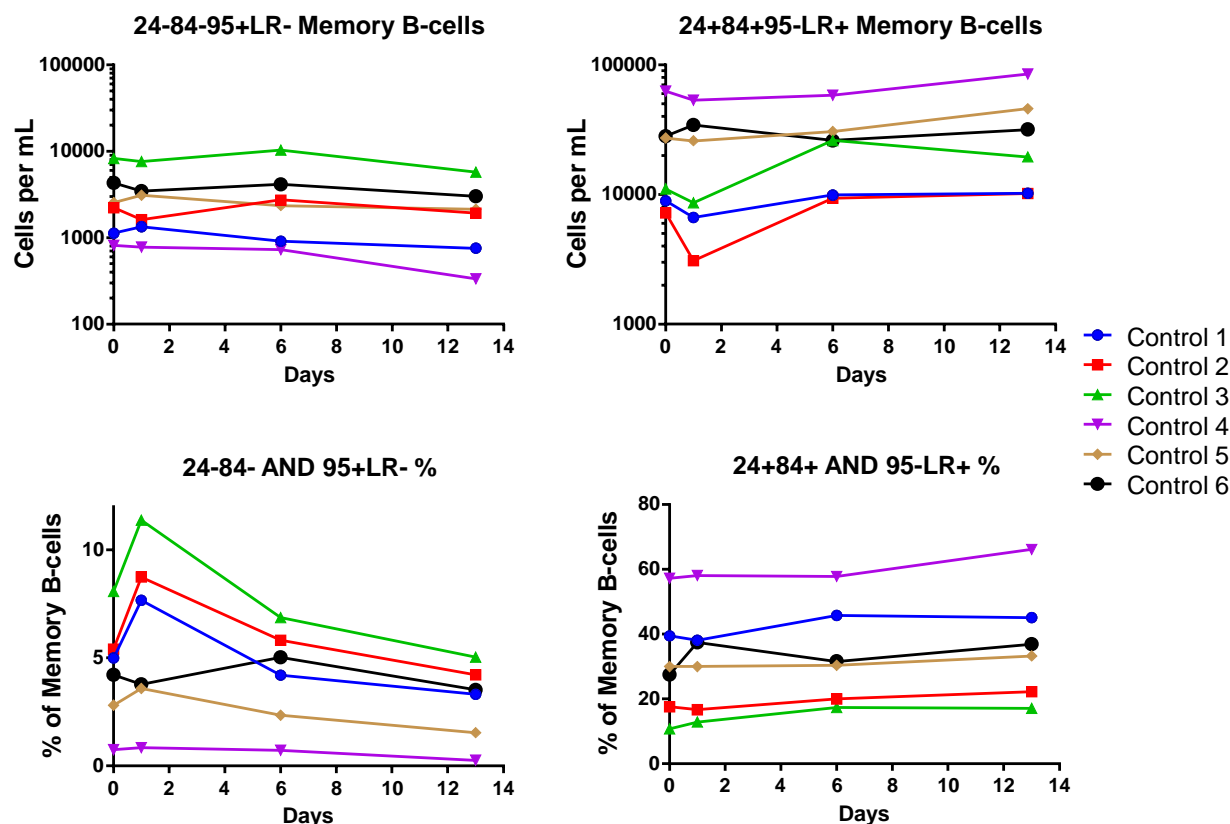 24-84-95+LR- Memory B-cells
Cells per mL
100000
10000
1000
100
0 2 4 6 8 10 12 14
Days
24+84+95-LR+ Memory B-cells
Cells per mL
100000
10000
1000
0 2 4 6 8 10 12 14
Days
Control 1
Control 2
Control 3
Control 4
Control 5
Control 6
24-84- AND 95+LR- %
% of Memory B-cells
10
5
0
0 2 4 6 8 10 12 14
Days
24+84+ AND 95-LR+ %
% of Memory B-cells
80
60
40
20
0
0 2 4 6 8 10 12 14
Days